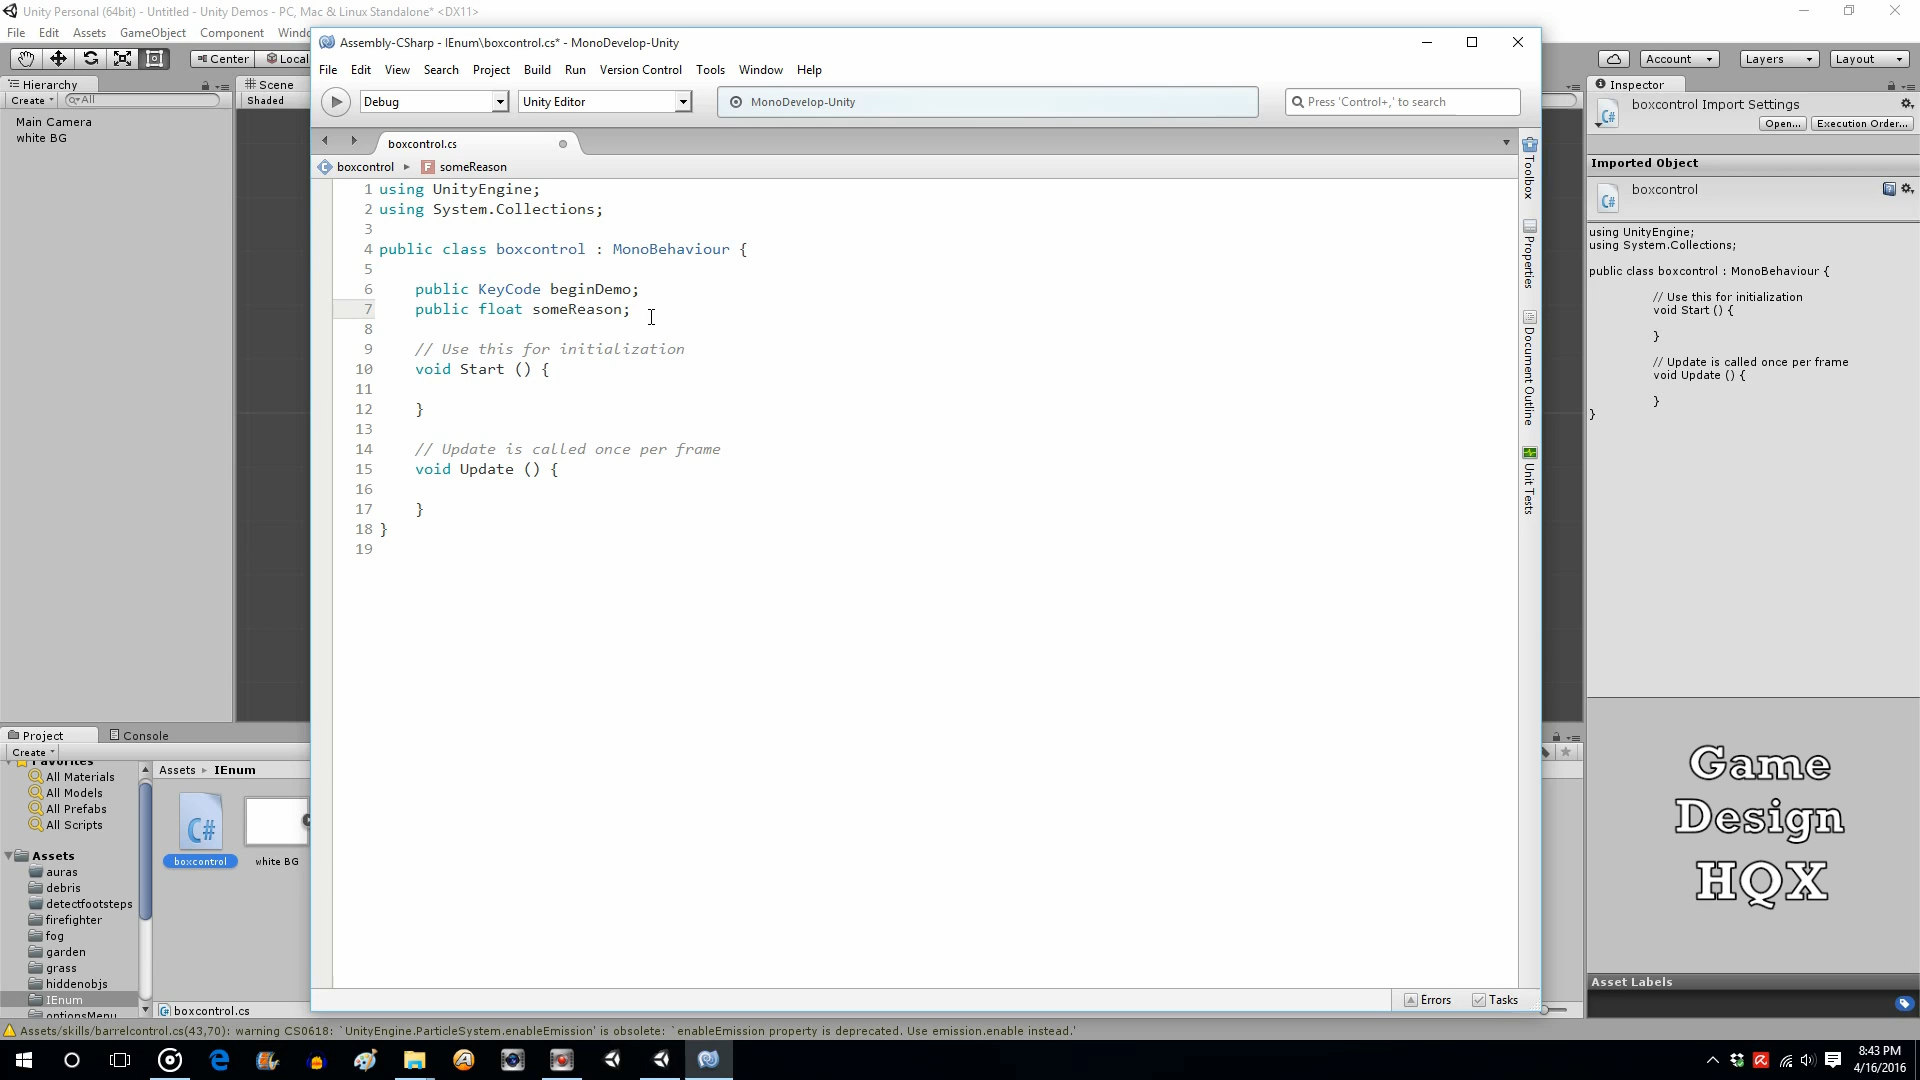 Unity Personal (64bit) - Untitled - Unity Demos - PC, Mac & Linux Standalone* <DX11>
File Edit Assets GameObject Component Windo
Center Local
Account Layers Layout
Hierarchy
Create All
Main Camera
white BG
Scene
Shaded
Assembly-CSharp - IEnum\boxcontrol.cs* - MonoDevelop-Unity
File Edit View Search Project Build Run Version Control Tools Window Help
Debug Unity Editor MonoDevelop-Unity Press 'Control+,' to search
boxcontrol.cs
boxcontrol F someReason
1 using UnityEngine;
2 using System.Collections;
3
4 public class boxcontrol : MonoBehaviour {
5
6 public KeyCode beginDemo;
7 public float someReason;
8
9 // Use this for initialization
10 void Start () {
11
12 }
13
14 // Update is called once per frame
15 void Update () {
16
17 }
18 }
19
Toolbox
Properties
Document Outline
Unit Tests
Errors Tasks
Inspector
boxcontrol Import Settings
C#
Open... Execution Order...
Imported Object
boxcontrol
C#
using UnityEngine;
using System.Collections;
public class boxcontrol : MonoBehaviour {
// Use this for initialization
void Start () {
}
// Update is called once per frame
void Update () {
}
}
Game
Design
HQX
Asset Labels
Project Console
Create
Favorites
All Materials
All Models
All Prefabs
All Scripts
Assets
auras
debris
detectfootsteps
firefighter
fog
garden
grass
hiddenobjs
IEnum
optionsMenu
Assets IEnum
C#
boxcontrol white BG
boxcontrol.cs
Assets/skills/barrelcontrol.cs(43,70): warning CS0618: `UnityEngine.ParticleSystem.enableEmission' is obsolete: `enableEmission property is deprecated. Use emission.enable instead.'
8:43 PM
4/16/2016